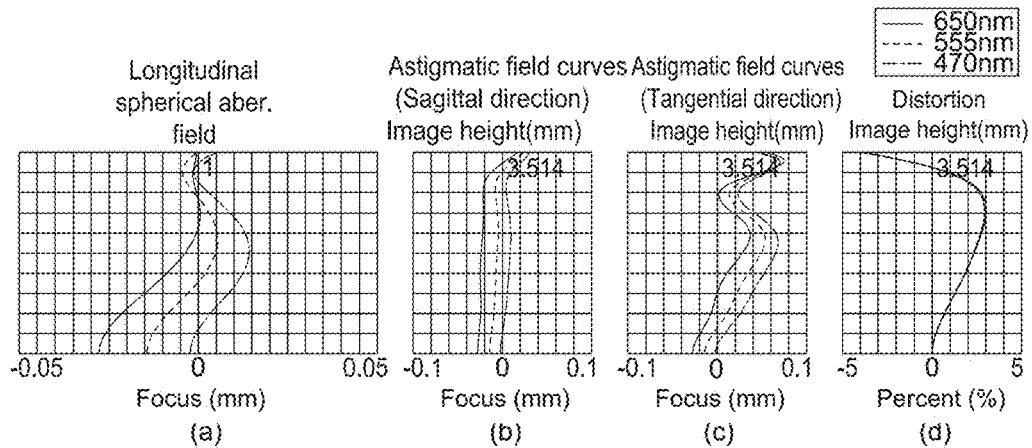 650nm
555nm
470nm
Longitudinal
spherical aber.
field
Astigmatic field curves
(Sagittal direction)
Image height(mm)
Astigmatic field curves
(Tangential direction)
Image height(mm)
Distortion
Image height(mm)
1
3.514
3.514
3.514
-0.05 0 0.05
-0.1 0 0.1
-0.1 0 0.1
-5 0 5
Focus (mm)
Focus (mm)
Focus (mm)
Percent (%)
(a)
(b)
(c)
(d)